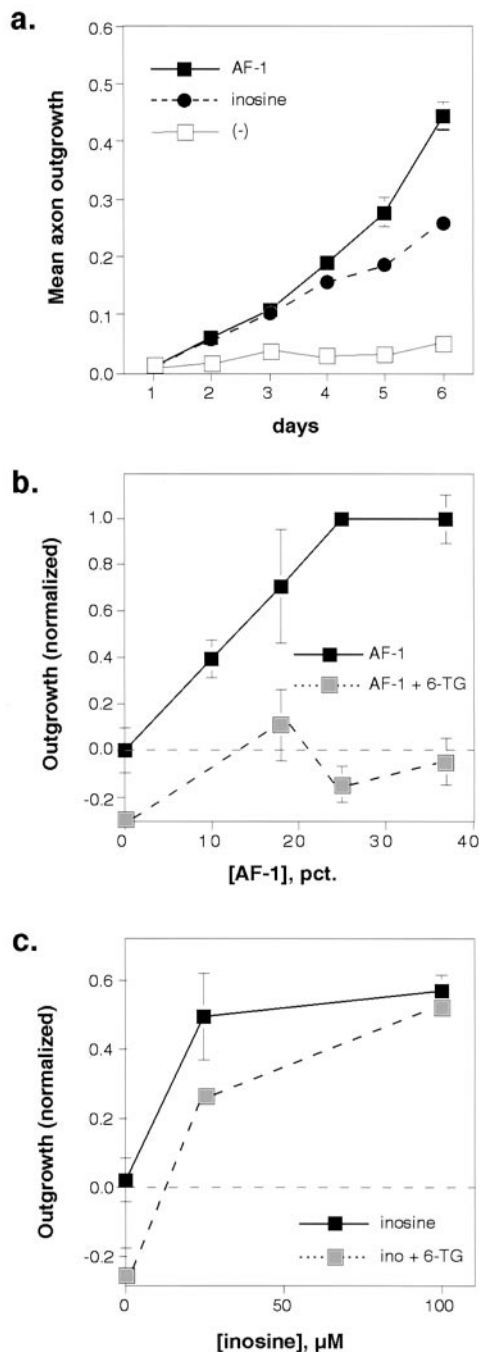 a.
0.6
0.5
0.4
0.3
0.2
0.1
0.0
Mean axon outgrowth
AF-1
inosine
(-)
1 2 3 4 5 6
days
b.
1.0
0.8
0.6
0.4
0.2
0.0
-0.2
Outgrowth (normalized)
AF-1
AF-1 + 6-TG
0 10 20 30 40
[AF-1], pct.
c.
0.6
0.4
0.2
0.0
-0.2
Outgrowth (normalized)
inosine
ino + 6-TG
0 50 100
[inosine], µM